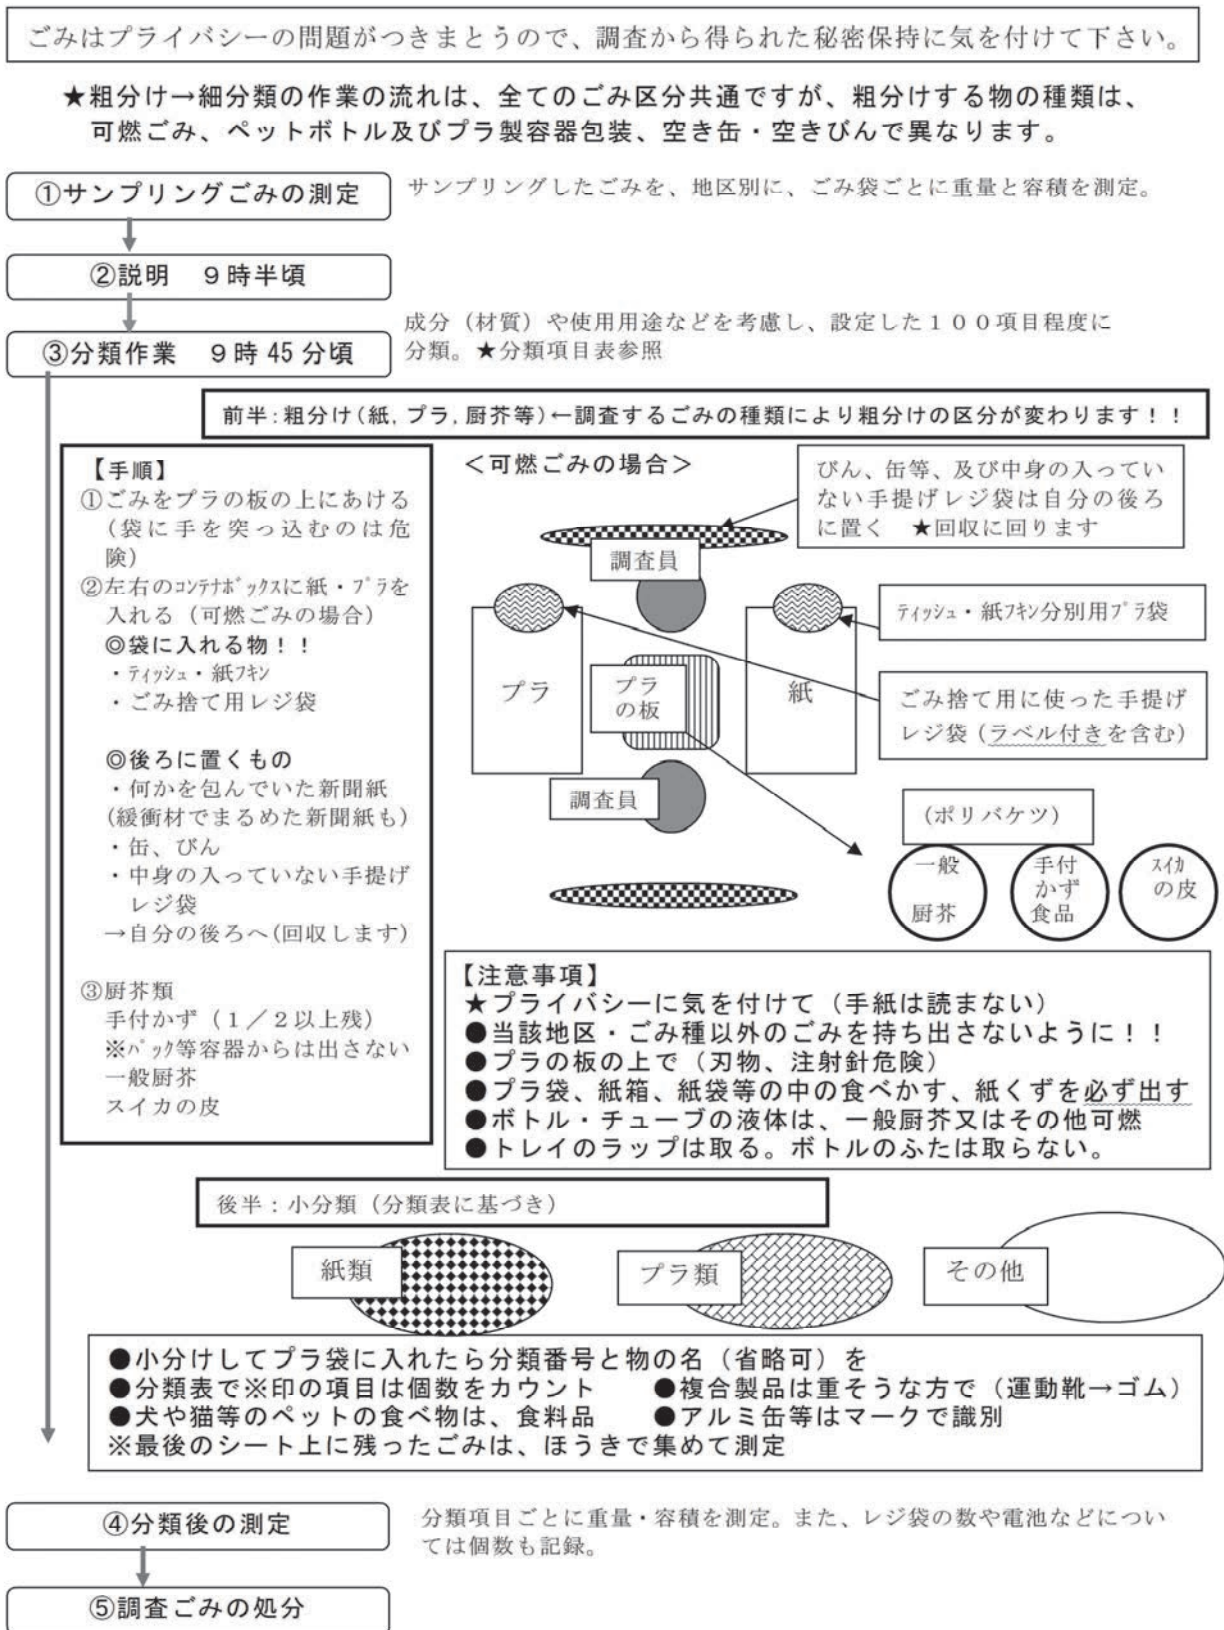 ごみはプライバシーの問題がつきまとうので、調査から得られた秘密保持に気を付けて下さい。
★粗分け→細分類の作業の流れは、全てのごみ区分共通ですが、粗分けする物の種類は、
可燃ごみ、ペットボトル及びプラ製容器包装、空き缶・空きびんで異なります。
①サンプリングごみの測定
サンプリングしたごみを、地区別に、ごみ袋ごとに重量と容積を測定。
②説明　９時半頃
③分類作業　９時45分頃
成分（材質）や使用用途などを考慮し、設定した１００項目程度に
分類。★分類項目表参照
前半：粗分け（紙，プラ，厨芥等）←調査するごみの種類により粗分けの区分が変わります！！
【手順】
①ごみをプラの板の上にあける
（袋に手を突っ込むのは危
険）
②左右のｺﾝﾃﾅﾎﾞｯｸｽに紙・ﾌﾟﾗを
入れる（可燃ごみの場合）
◎袋に入れる物！！
・ﾃｨｯｼｭ・紙ﾌｷﾝ
・ごみ捨て用レジ袋
◎後ろに置くもの
・何かを包んでいた新聞紙
(緩衝材でまるめた新聞紙も)
・缶、びん
・中身の入っていない手提げ
レジ袋
→自分の後ろへ(回収します)
③厨芥類
手付かず（１／２以上残）
※ﾊﾟｯｸ等容器からは出さない
一般厨芥
スイカの皮
＜可燃ごみの場合＞
びん、缶等、及び中身の入ってい
ない手提げレジ袋は自分の後ろ
に置く　★回収に回ります
調査員
ﾃｨｯｼｭ・紙ﾌｷﾝ分別用ﾌﾟﾗ袋
プラ
プラ
の板
紙
ごみ捨て用に使った手提げ
レジ袋（ラベル付きを含む）
調査員
（ポリバケツ）
一般
厨芥
手付
かず
食品
ｽｲｶ
の皮
【注意事項】
★プライバシーに気を付けて（手紙は読まない）
●当該地区・ごみ種以外のごみを持ち出さないように！！
●プラの板の上で（刃物、注射針危険）
●プラ袋、紙箱、紙袋等の中の食べかす、紙くずを必ず出す
●ボトル・チューブの液体は、一般厨芥又はその他可燃
●トレイのラップは取る。ボトルのふたは取らない。
後半：小分類（分類表に基づき）
紙類
プラ類
その他
●小分けしてプラ袋に入れたら分類番号と物の名（省略可）を
●分類表で※印の項目は個数をカウント　●複合製品は重そうな方で（運動靴→ゴム）
●犬や猫等のペットの食べ物は、食料品　●アルミ缶等はマークで識別
※最後のシート上に残ったごみは、ほうきで集めて測定
④分類後の測定
分類項目ごとに重量・容積を測定。また、レジ袋の数や電池などについ
ては個数も記録。
⑤調査ごみの処分